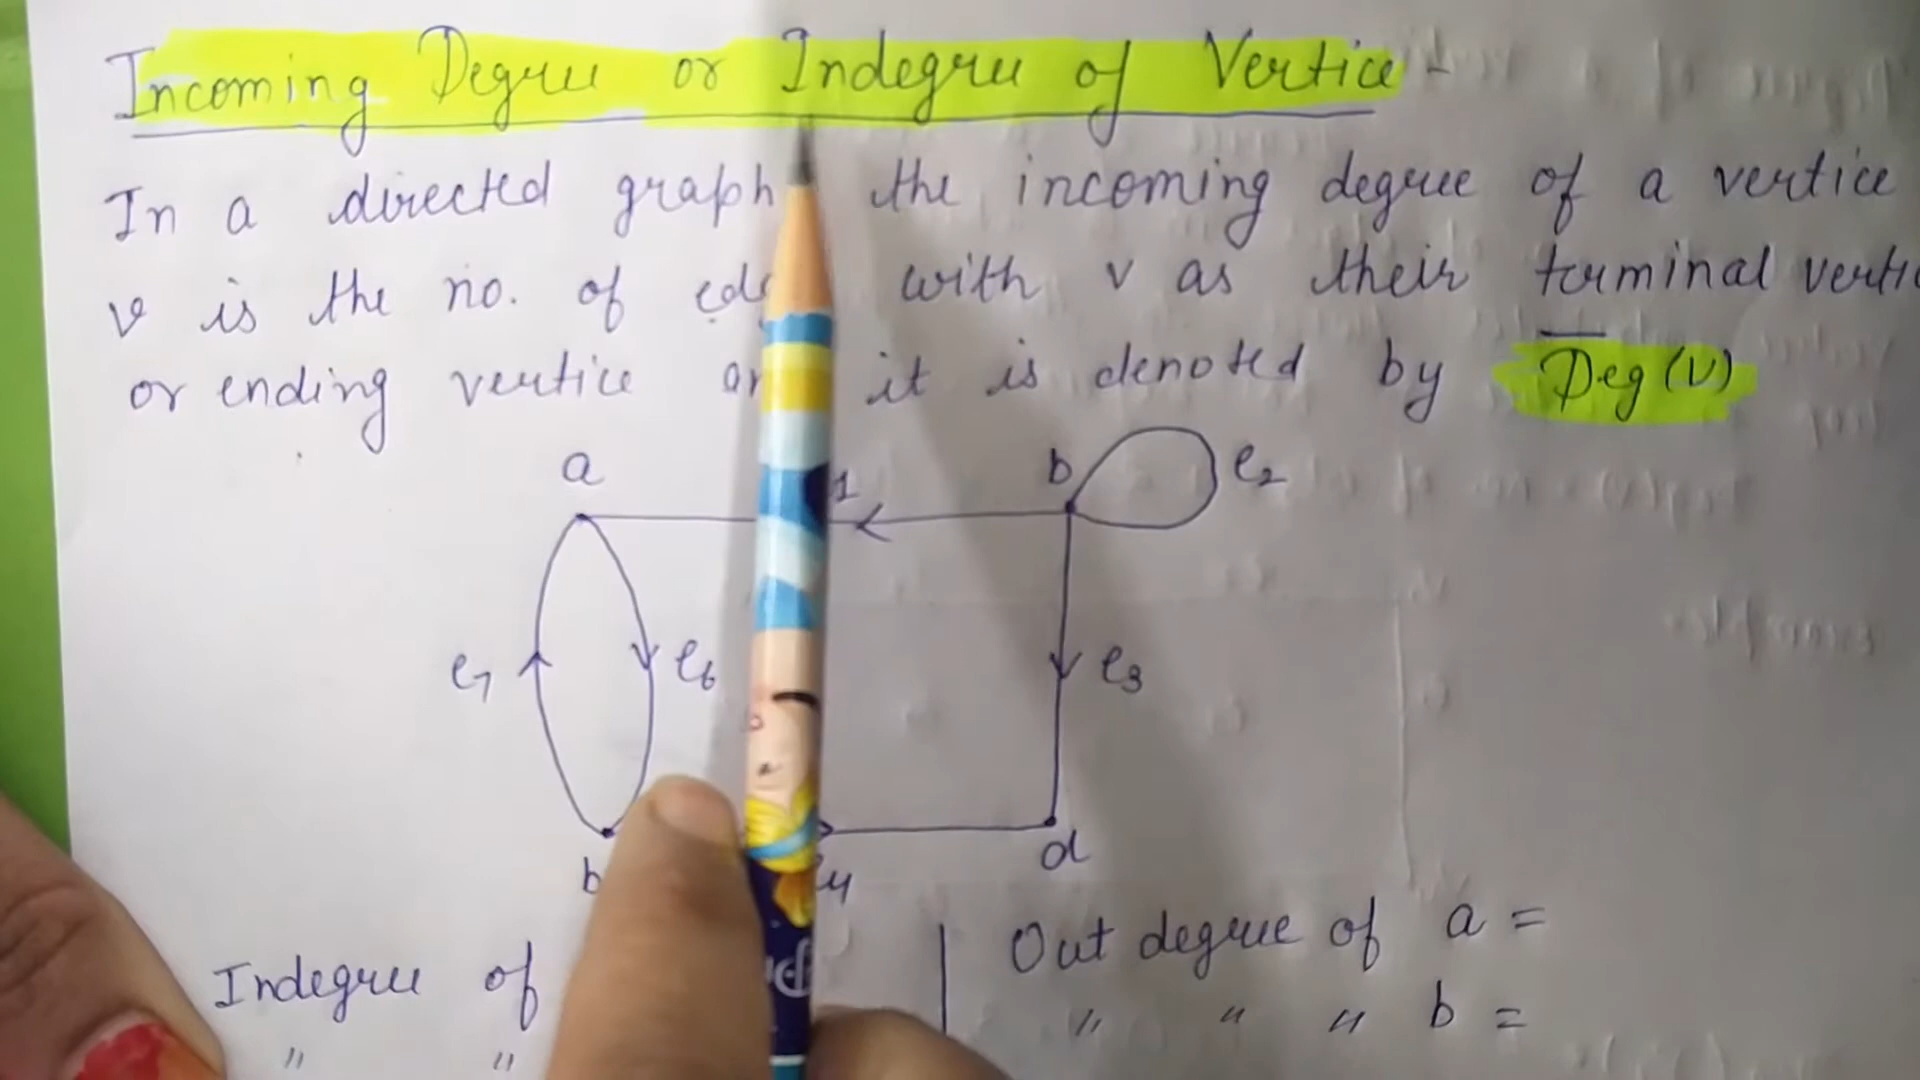 Incoming Degree or Indegree of Vertice -
In a directed graph the incoming degree of a vertice
v is the no. of with v as their terminal
or ending vertice it is denoted by Deg(V)
a
b
e2
e7
e6
e3
b
d
Indegree of
Out degree of a =
" "
" " " b =